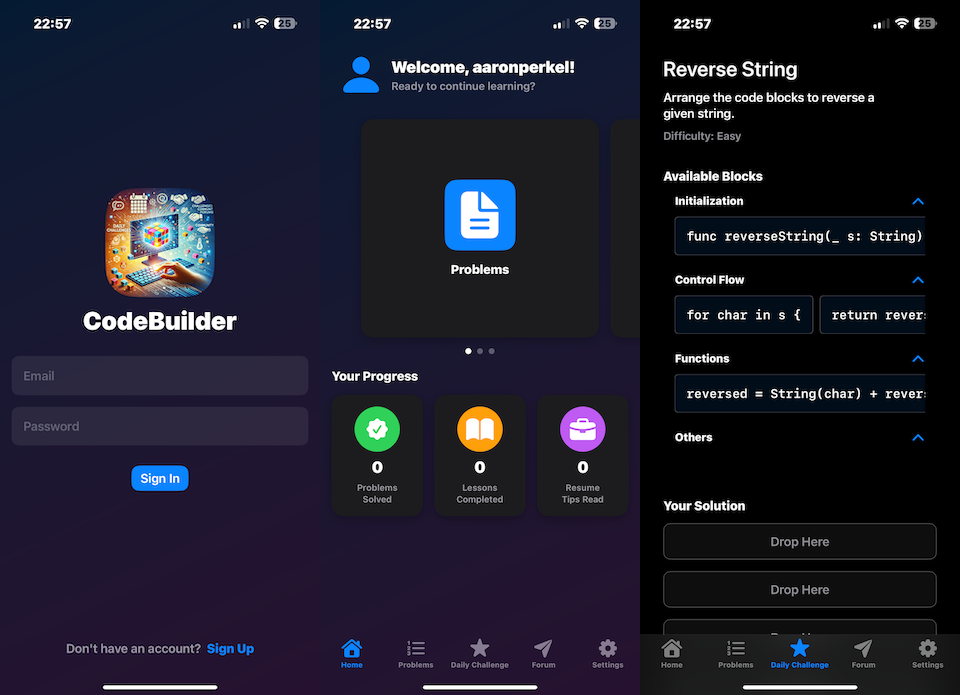 22:57
25
CodeBuilder
Email
Password
Sign In
Don't have an account? Sign Up
22:57
25
Welcome, aaronperkel!
Ready to continue learning?
Problems
Your Progress
0
Problems
Solved
0
Lessons
Completed
0
Resume
Tips Read
Home
Problems
Daily Challenge
Forum
Settings
22:57
25
Reverse String
Arrange the code blocks to reverse a
given string.
Difficulty: Easy
Available Blocks
Initialization
func reverseString(_ s: String)
Control Flow
for char in s {
return rever
Functions
reversed = String(char) + rever
Others
Your Solution
Drop Here
Drop Here
Home
Problems
Daily Challenge
Forum
Settings